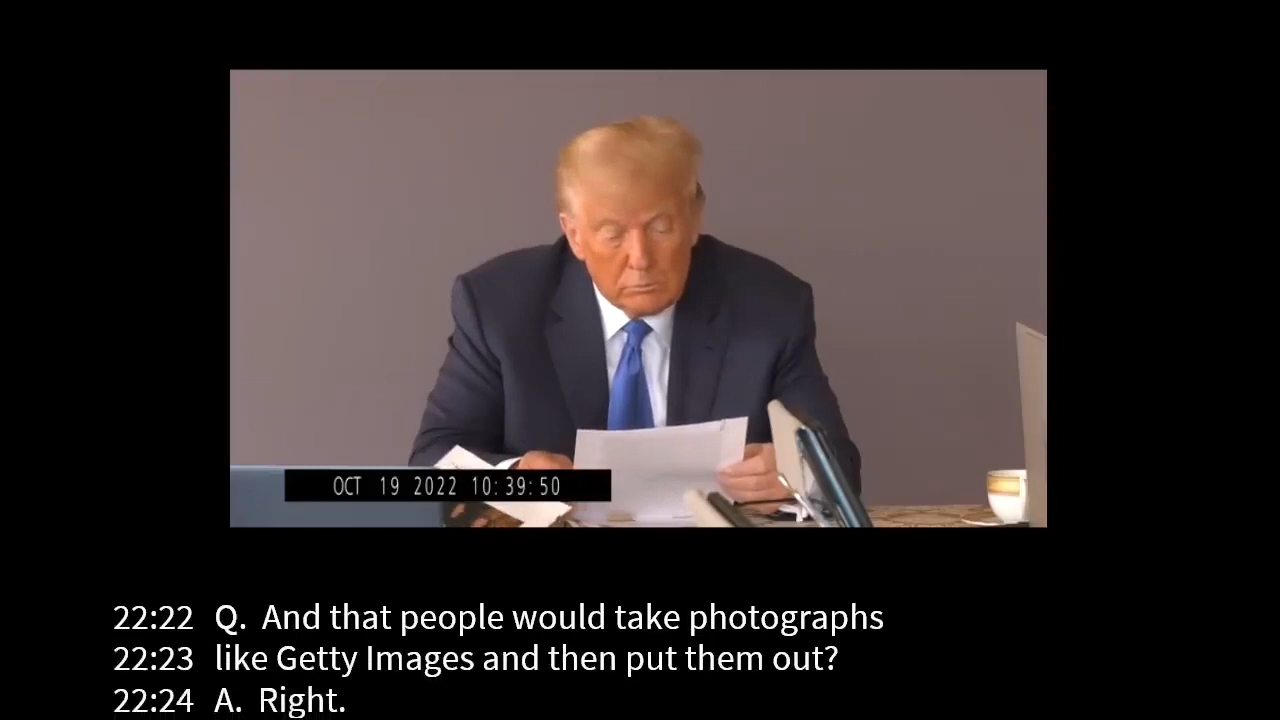 OCT 19 2022 10:39:50
22:22 Q. And that people would take photographs
22:23 like Getty Images and then put them out?
22:24 A. Right.